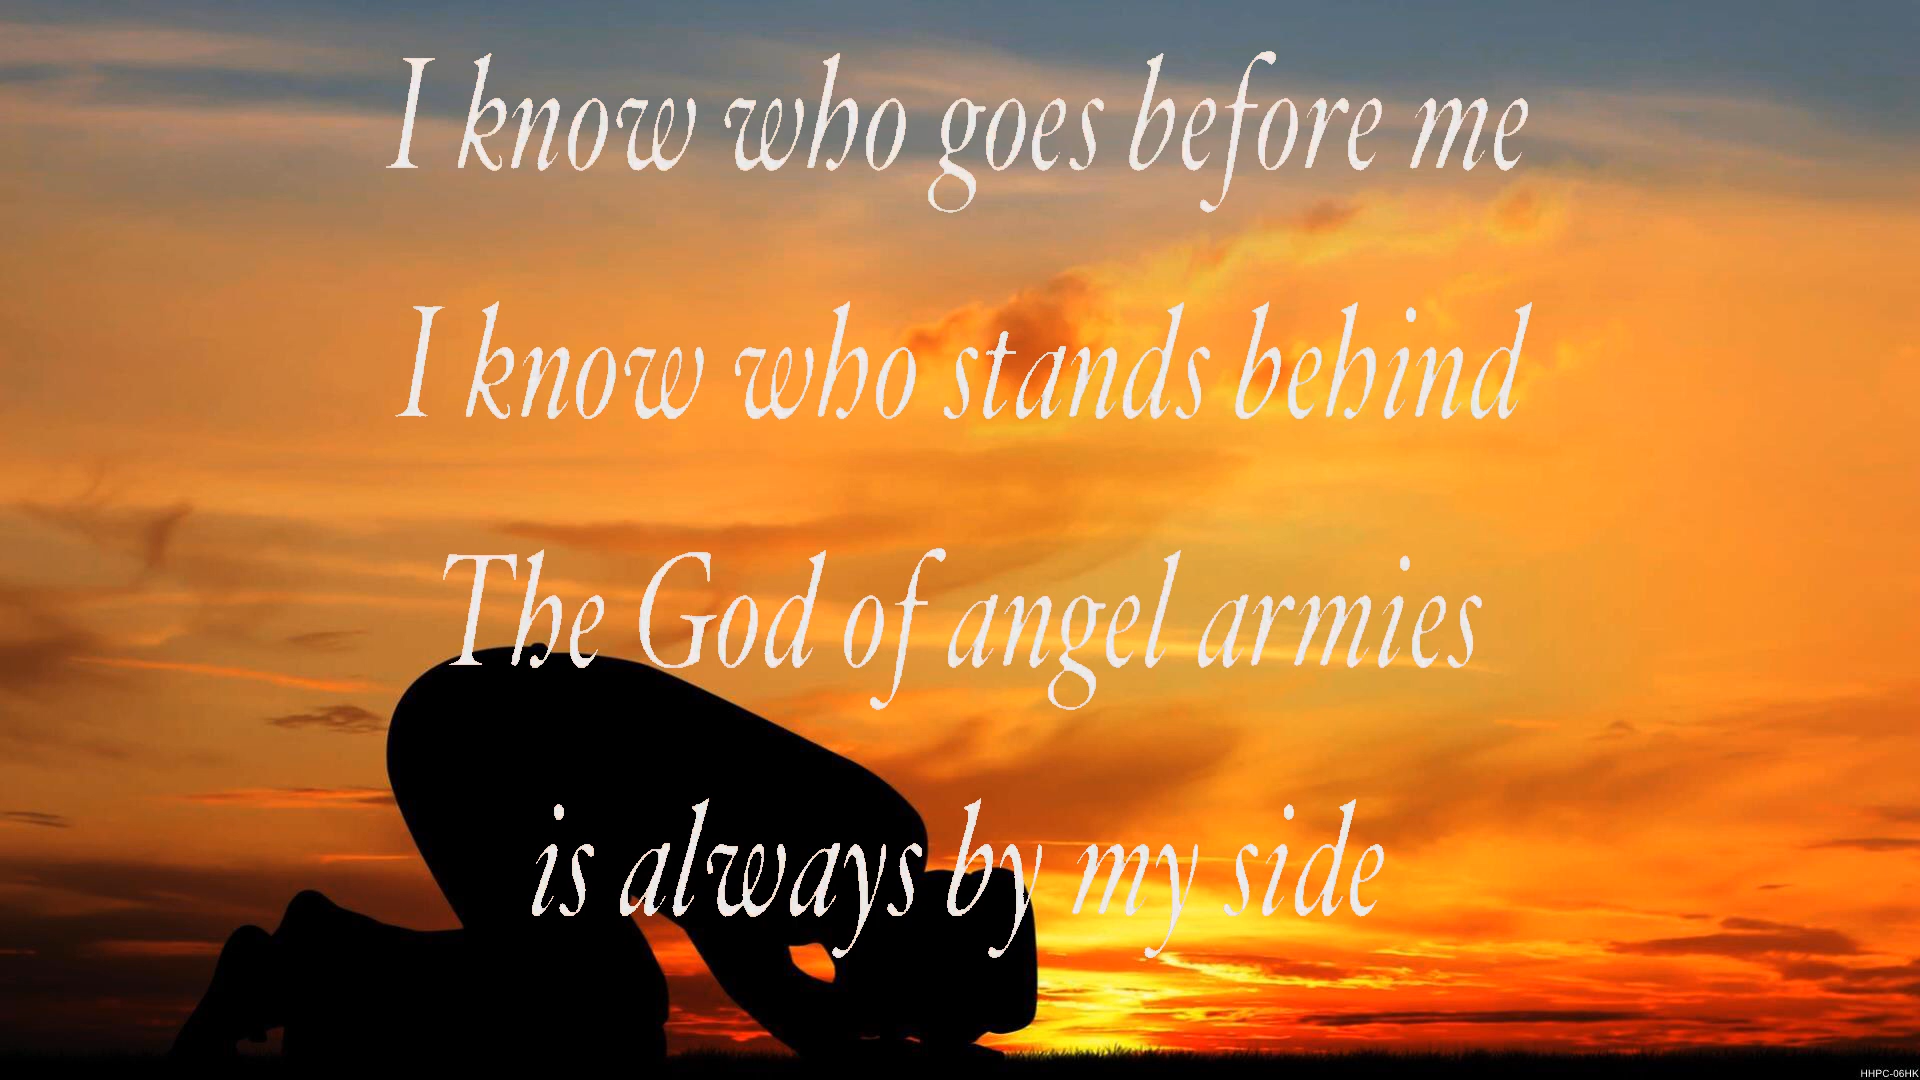 I know who goes before me
I know who stands behind
The God of angel armies
is always by my side
HHPC-06HK